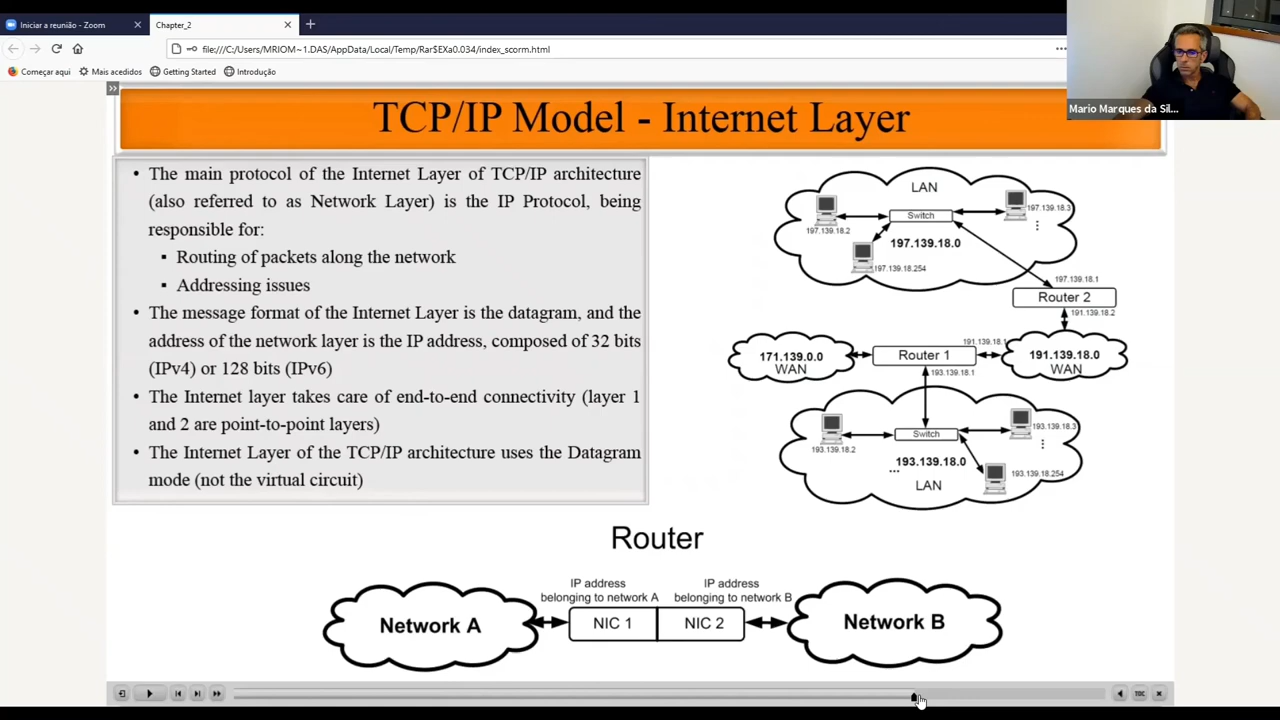 Iniciar a reunião - Zoom
Chapter_2
file:///C:/Users/MRIOM~1.DAS/AppData/Local/Temp/Rar$EXa0.034/index_scorm.html
Começar aqui
Mais acedidos
Getting Started
Introdução
Mario Marques da Sil...
TCP/IP Model - Internet Layer
• The main protocol of the Internet Layer of TCP/IP architecture
(also referred to as Network Layer) is the IP Protocol, being
responsible for:
▪ Routing of packets along the network
▪ Addressing issues
• The message format of the Internet Layer is the datagram, and the
address of the network layer is the IP address, composed of 32 bits
(IPv4) or 128 bits (IPv6)
• The Internet layer takes care of end-to-end connectivity (layer 1
and 2 are point-to-point layers)
• The Internet Layer of the TCP/IP architecture uses the Datagram
mode (not the virtual circuit)
LAN
Switch
197.139.18.3
197.139.18.2
197.139.18.0
197.139.18.254
197.139.18.1
Router 2
191.139.18.2
191.139.18.1
171.139.0.0
WAN
Router 1
191.139.18.0
WAN
193.139.18.1
Switch
193.139.18.3
193.139.18.2
193.139.18.0
...
193.139.18.254
LAN
Router
IP address
belonging to network A
IP address
belonging to network B
Network A
NIC 1
NIC 2
Network B
TOC